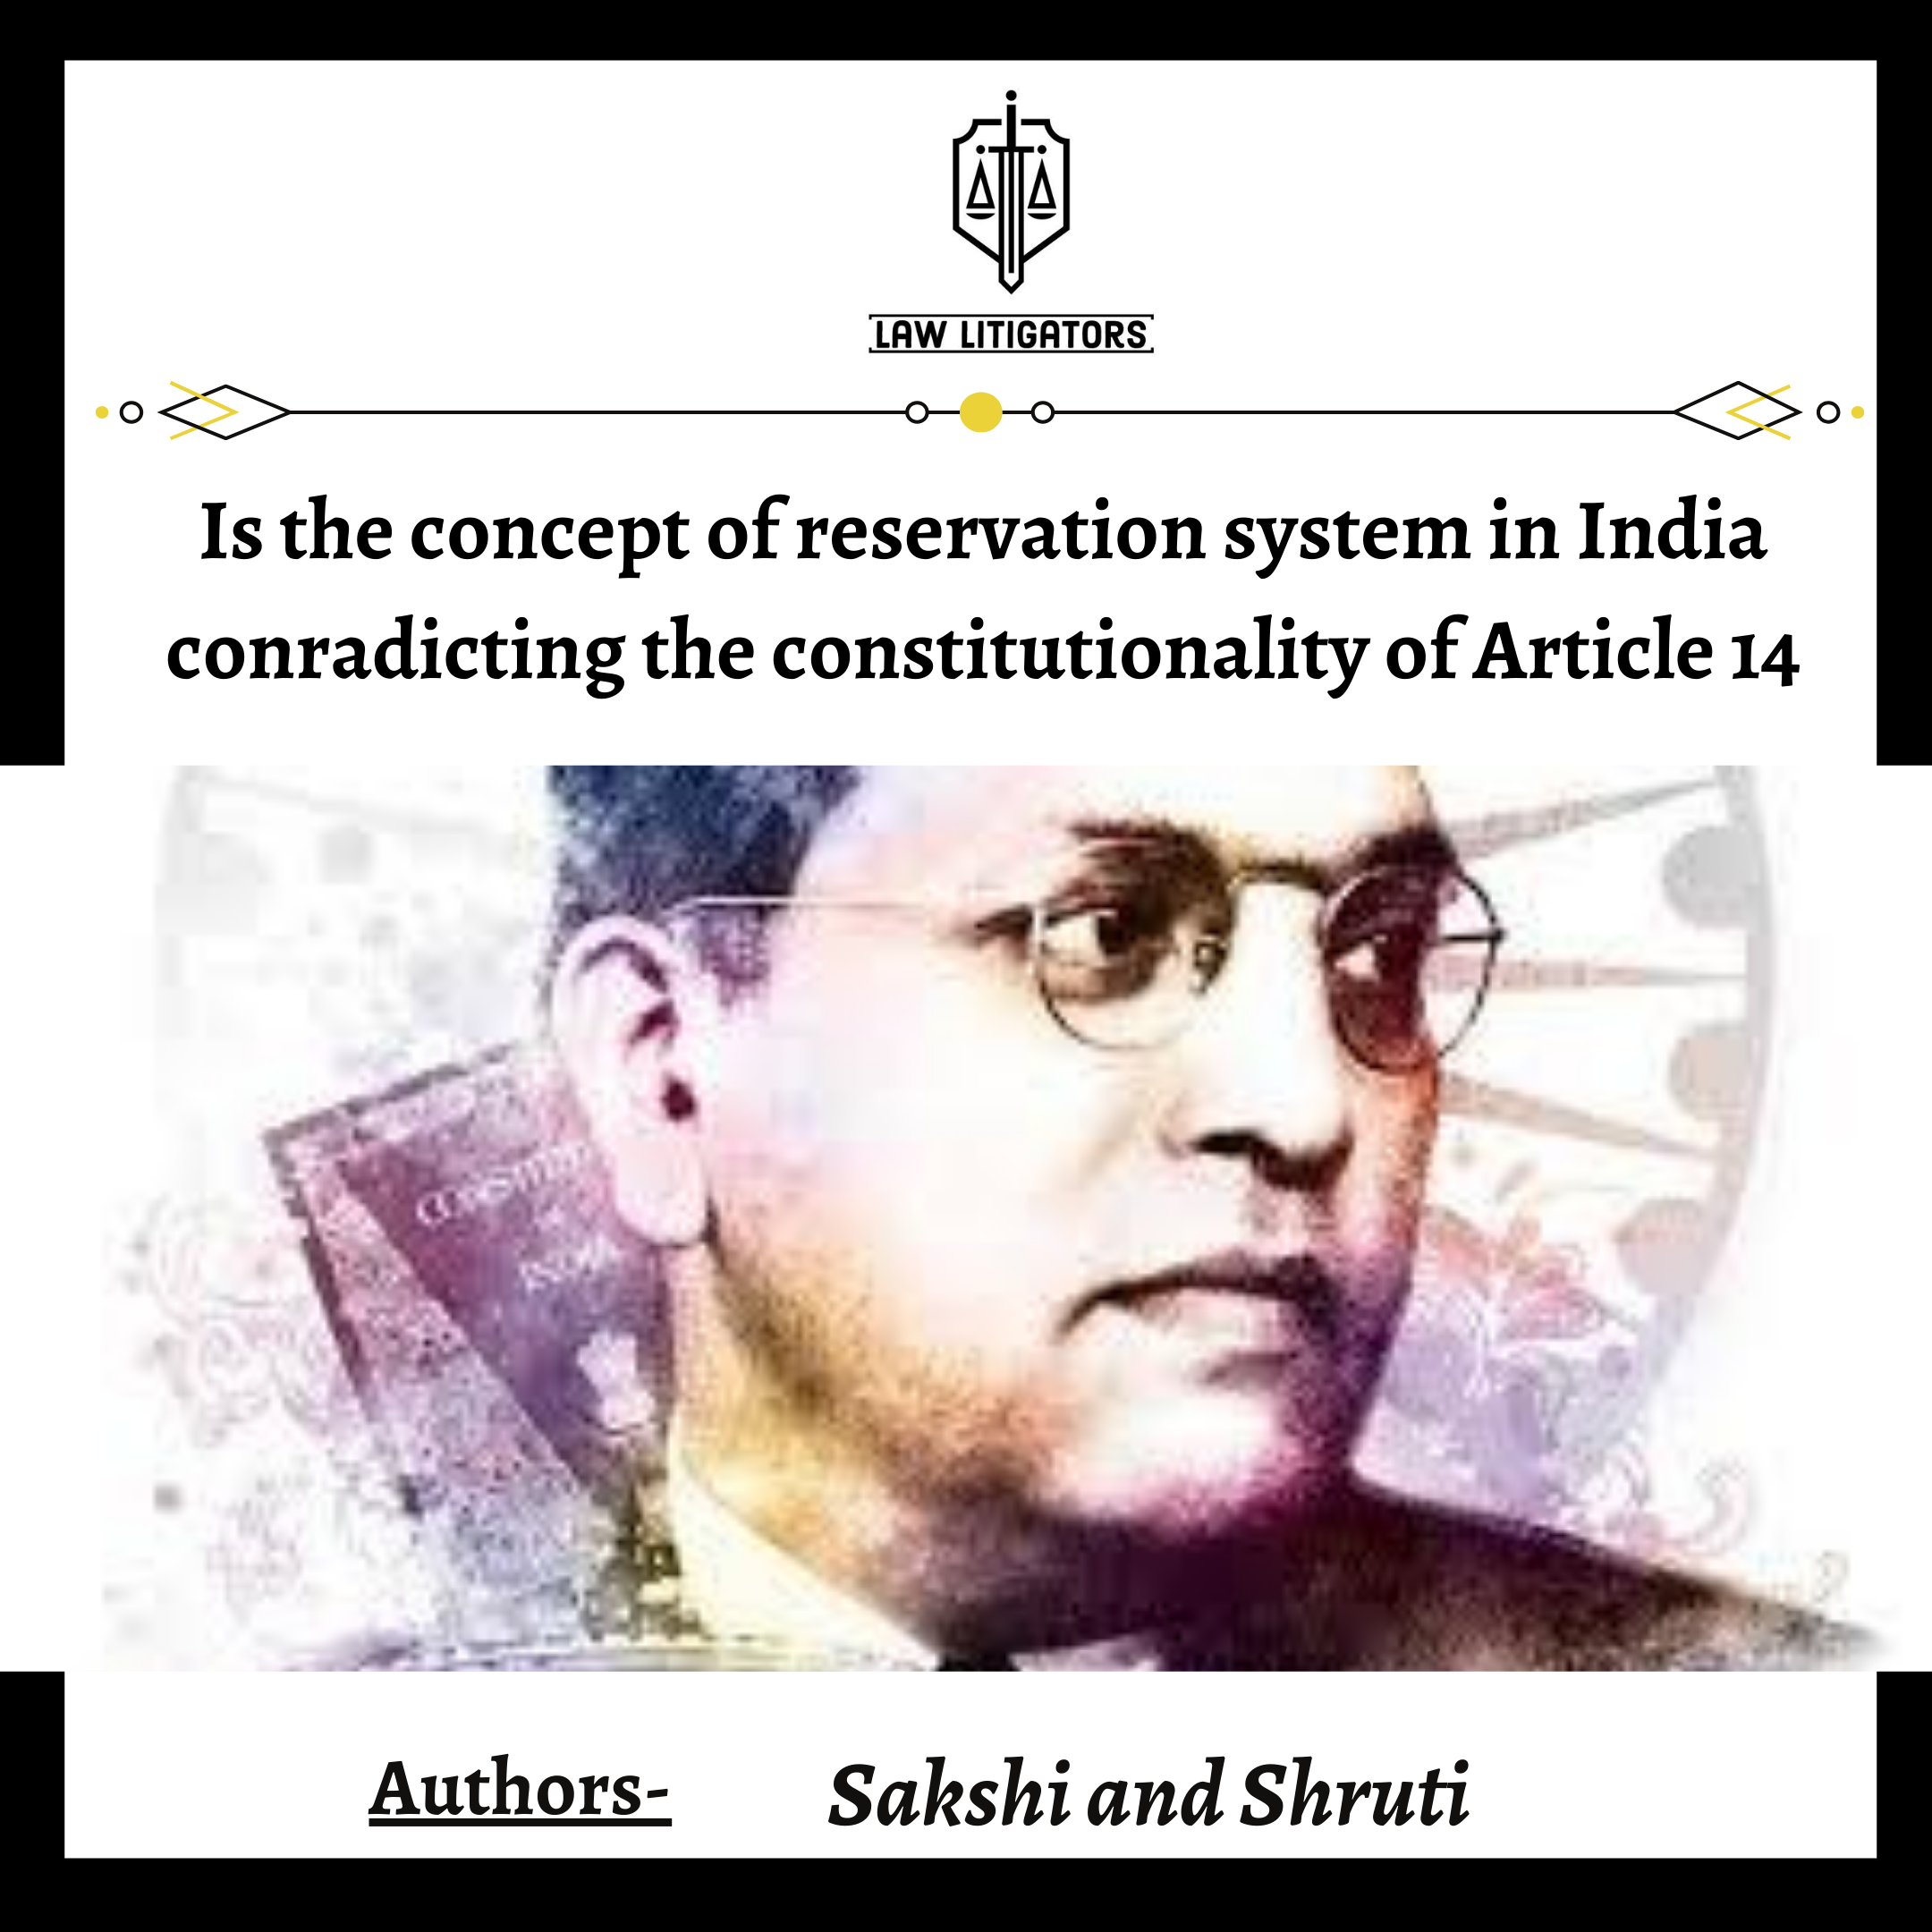 LAW LITIGATORS
Is the concept of reservation system in India
conradicting the constitutionality of Article 14
Authors- Sakshi and Shruti